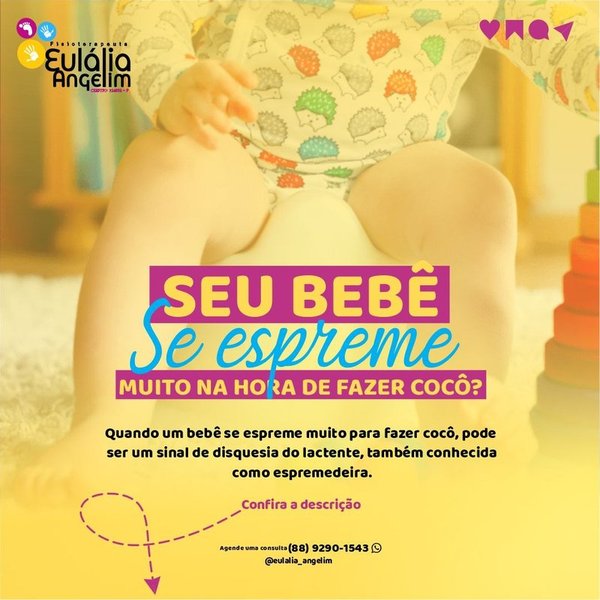 Fisioterapeuta
Eulália
Angelim
SEU BEBÊ
Se espreme
MUITO NA HORA DE FAZER COCÔ?
Quando um bebê se espreme muito para fazer cocô, pode
ser um sinal de disquesia do lactente, também conhecida
como espremedeira.
Confira a descrição
Agende uma consulta (88) 9290-1543
@eulalia_angelim